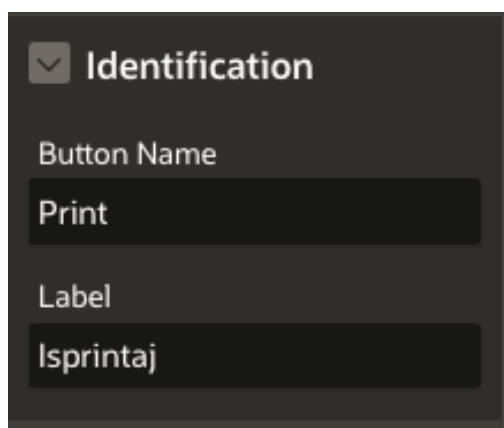 Identification
Button Name
Print
Label
Isprintaj